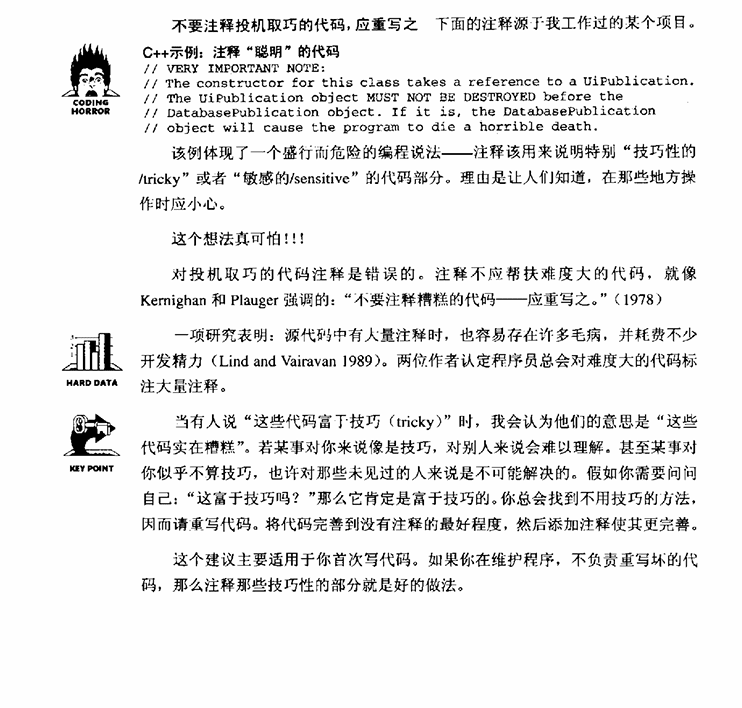 不要注释投机取巧的代码，应重写之　下面的注释源于我工作过的某个项目。
CODING HORROR
C++示例：注释“聪明”的代码
// VERY IMPORTANT NOTE:
// The constructor for this class takes a reference to a UiPublication.
// The UiPublication object MUST NOT BE DESTROYED before the
// DatabasePublication object. If it is, the DatabasePublication
// object will cause the program to die a horrible death.
该例体现了一个盛行而危险的编程说法——注释该用来说明特别“技巧性的
/tricky”或者“敏感的/sensitive”的代码部分。理由是让人们知道，在那些地方操
作时应小心。
这个想法真可怕!!!
对投机取巧的代码注释是错误的。注释不应帮扶难度大的代码，就像
Kernighan 和 Plauger 强调的：“不要注释糟糕的代码——应重写之。”（1978）
HARD DATA
一项研究表明：源代码中有大量注释时，也容易存在许多毛病，并耗费不少
开发精力（Lind and Vairavan 1989）。两位作者认定程序员总会对难度大的代码标
注大量注释。
KEY POINT
当有人说“这些代码富于技巧（tricky）”时，我会认为他们的意思是“这些
代码实在糟糕”。若某事对你来说像是技巧，对别人来说会难以理解。甚至某事对
你似乎不算技巧，也许对那些未见过的人来说是不可能解决的。假如你需要问问
自己：“这富于技巧吗？”那么它肯定是富于技巧的。你总会找到不用技巧的方法，
因而请重写代码。将代码完善到没有注释的最好程度，然后添加注释使其更完善。
这个建议主要适用于你首次写代码。如果你在维护程序，不负责重写坏的代
码，那么注释那些技巧性的部分就是好的做法。